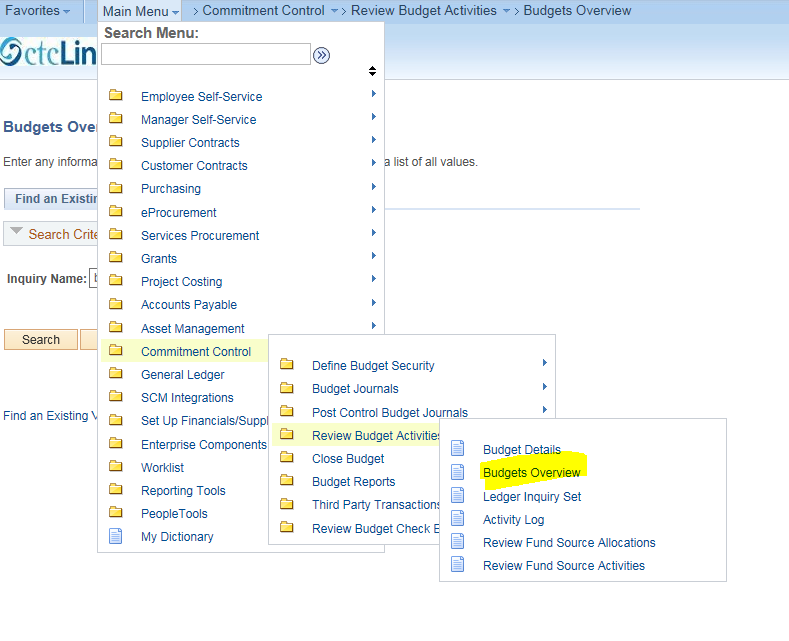 Favorites Main Menu > Commitment Control > Review Budget Activities > Budgets Overview
Search Menu:
ctcLin
Employee Self-Service
Manager Self-Service
Supplier Contracts
Customer Contracts
Purchasing
eProcurement
Services Procurement
Grants
Project Costing
Accounts Payable
Asset Management
Commitment Control
General Ledger
SCM Integrations
Set Up Financials/Suppl
Enterprise Components
Worklist
Reporting Tools
PeopleTools
My Dictionary
Budgets Over
Enter any informa
a list of all values.
Find an Existin
Search Crite
Inquiry Name:
Search
Find an Existing V
Define Budget Security
Budget Journals
Post Control Budget Journals
Review Budget Activities
Close Budget
Budget Reports
Third Party Transactions
Review Budget Check E
Budget Details
Budgets Overview
Ledger Inquiry Set
Activity Log
Review Fund Source Allocations
Review Fund Source Activities